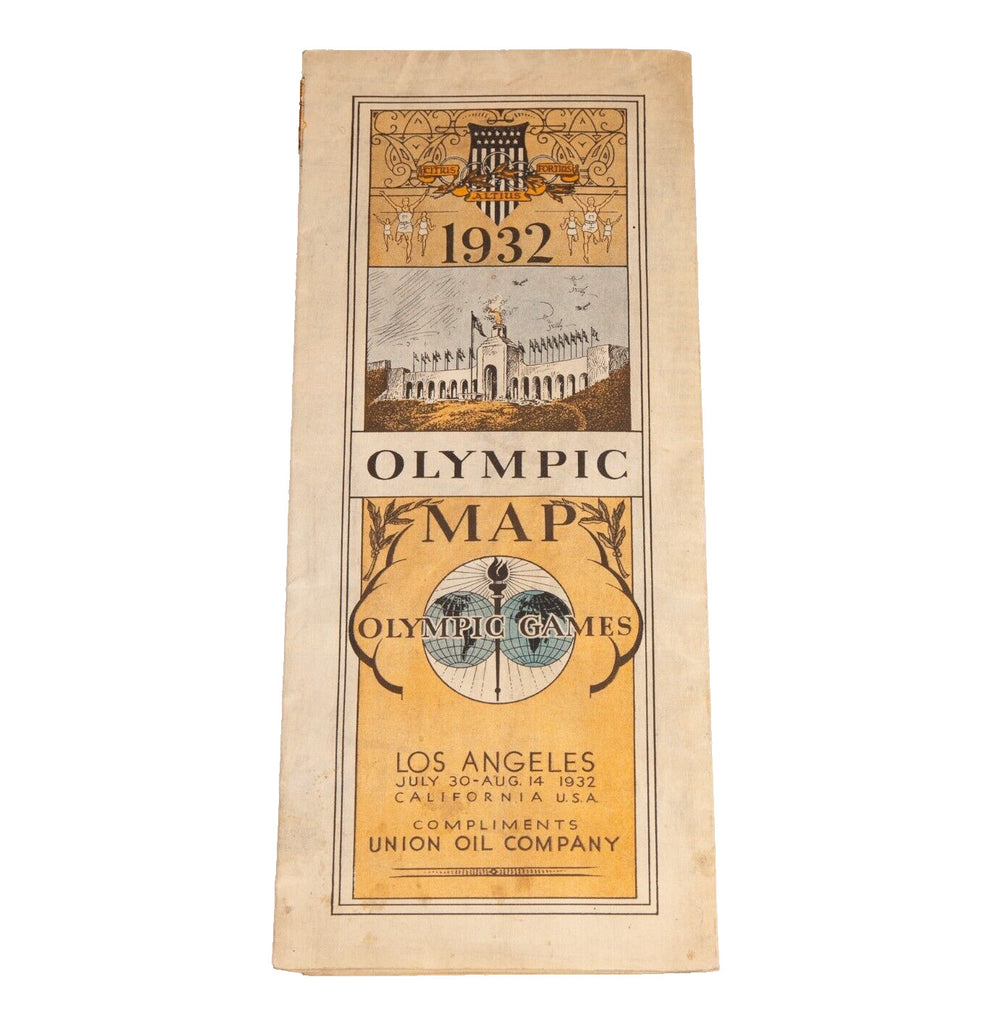 CITIUS
ALTIUS
FORTIUS
1932
OLYMPIC
MAP
OLYMPIC GAMES
LOS ANGELES
JULY 30-AUG. 14 1932
CALIFORNIA U.S.A.
COMPLIMENTS
UNION OIL COMPANY